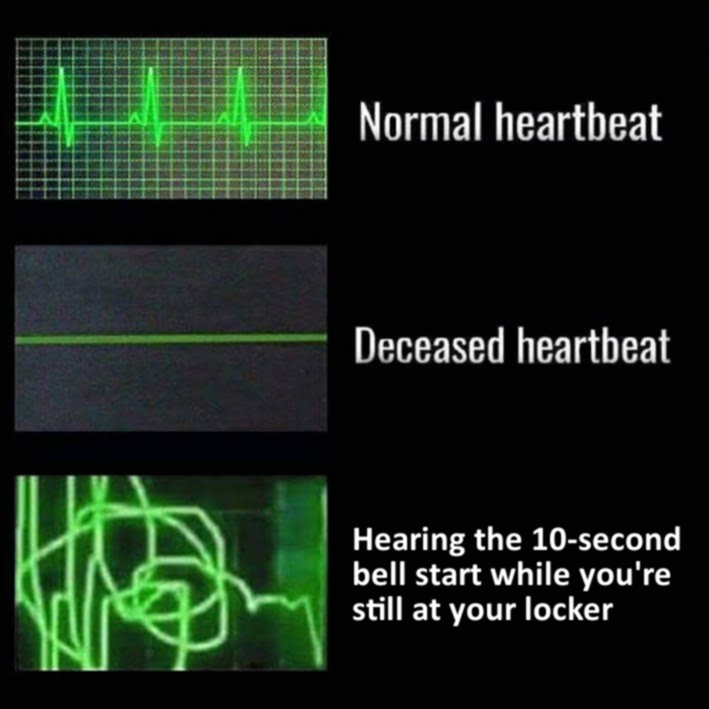 Normal heartbeat
Deceased heartbeat
Hearing the 10-second
bell start while you're
still at your locker